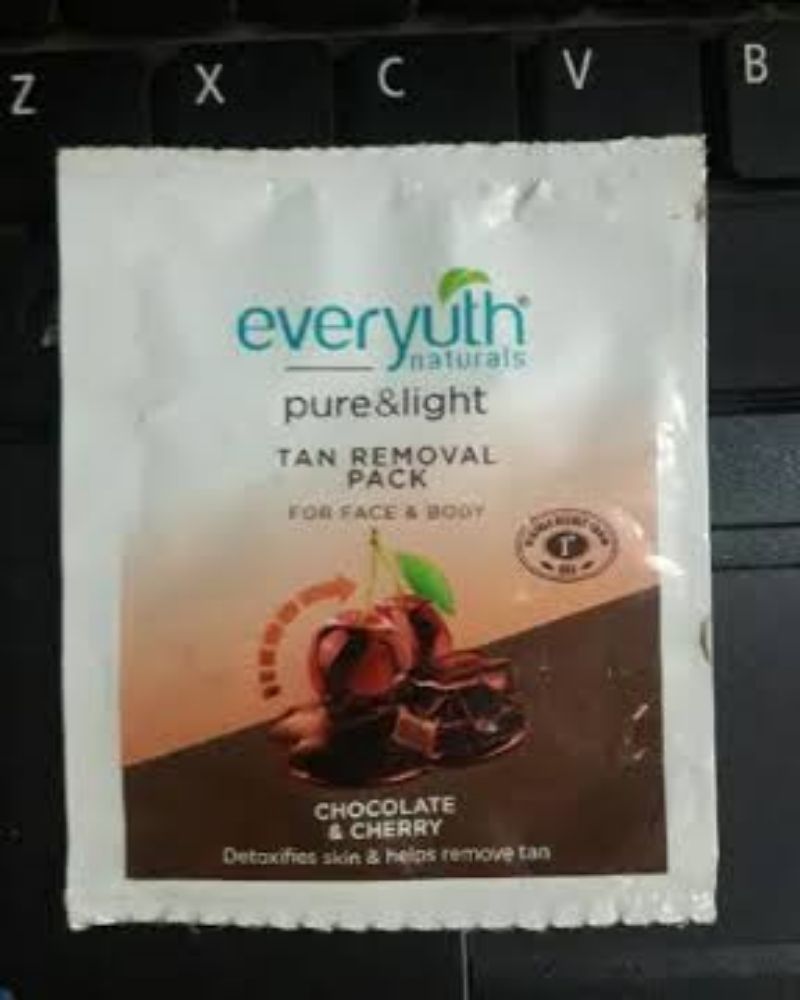 Z X C V B
everyuth®
naturals
pure&light
TAN REMOVAL
PACK
FOR FACE & BODY
CHOCOLATE
& CHERRY
Detoxifies skin & helps remove tan